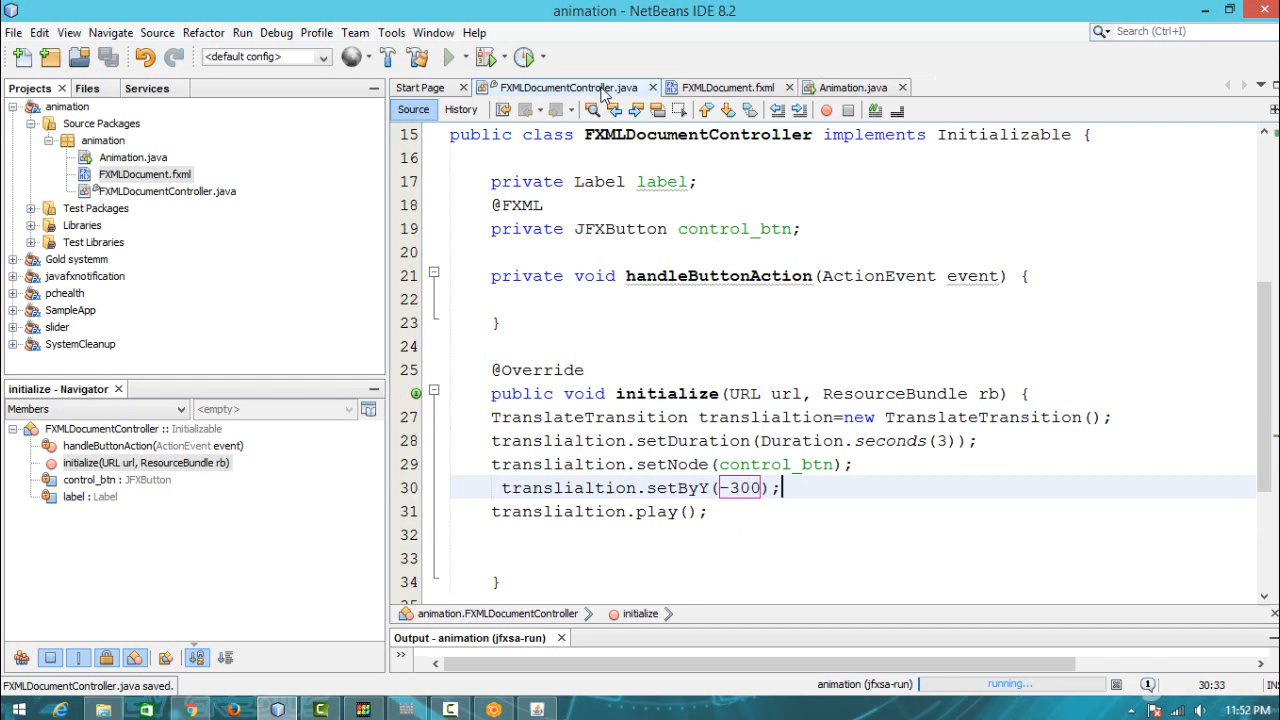 animation - NetBeans IDE 8.2
File Edit View Navigate Source Refactor Run Debug Profile Team Tools Window Help
Search (Ctrl+I)
<default config>
Projects Files Services
Start Page FXMLDocumentController.java FXMLDocument.fxml Animation.java
Source History
animation
Source Packages
animation
Animation.java
FXMLDocument.fxml
FXMLDocumentController.java
Test Packages
Libraries
Test Libraries
Gold systemm
javafxnotification
pchealth
SampleApp
slider
SystemCleanup
initialize - Navigator
Members <empty>
FXMLDocumentController :: Initializable
handleButtonAction(ActionEvent event)
initialize(URL url, ResourceBundle rb)
control_btn : JFXButton
label : Label
15 public class FXMLDocumentController implements Initializable {
16
17 private Label label;
18 @FXML
19 private JFXButton control_btn;
20
21 private void handleButtonAction(ActionEvent event) {
22
23 }
24
25 @Override
26 public void initialize(URL url, ResourceBundle rb) {
27 TranslateTransition translialtion=new TranslateTransition();
28 translialtion.setDuration(Duration.seconds(3));
29 translialtion.setNode(control_btn);
30 translialtion.setByY(-300);
31 translialtion.play();
32
33
34 }
animation.FXMLDocumentController initialize
Output - animation (jfxsa-run)
FXMLDocumentController.java saved.
animation (jfxsa-run) running... 1 30:33 INS
11:52 PM